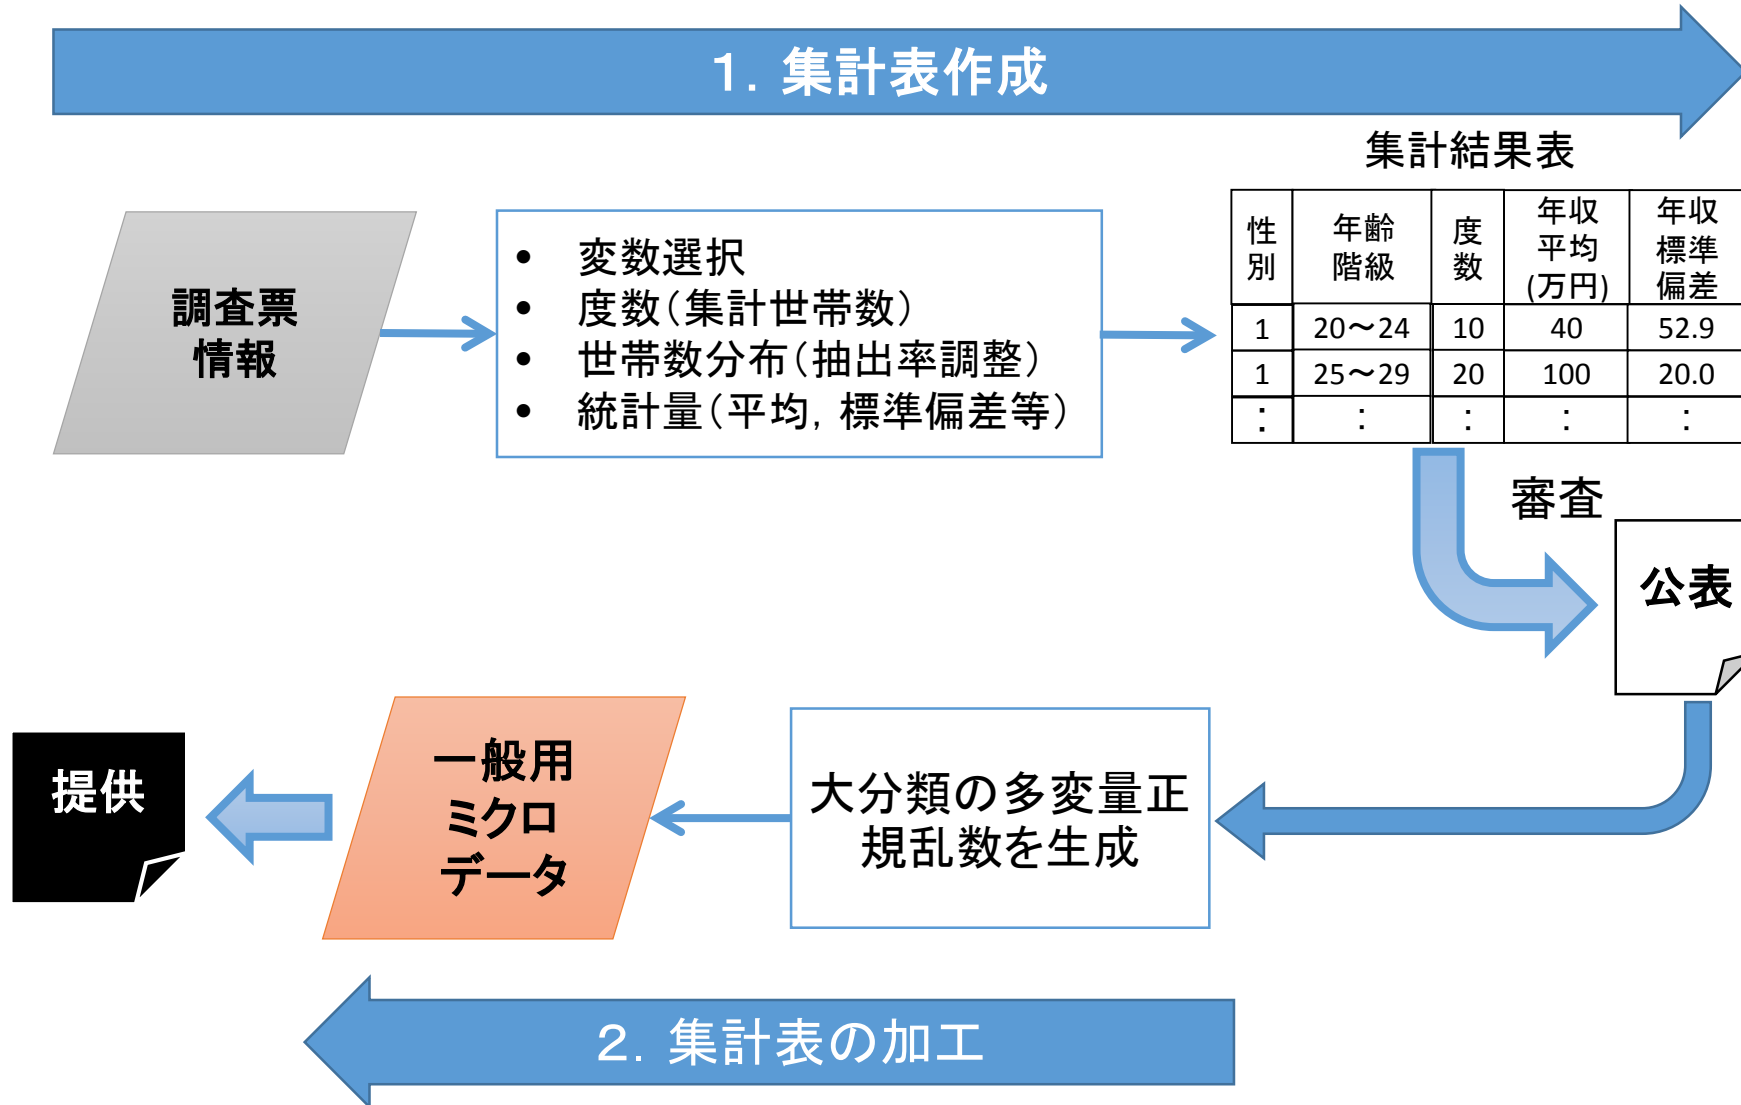 1．集計表作成
調査票
情報
• 変数選択
• 度数（集計世帯数）
• 世帯数分布（抽出率調整）
• 統計量（平均，標準偏差等）
集計結果表
性別 年齢階級 度数 年収平均(万円) 年収標準偏差
1 20～24 10 40 52.9
1 25～29 20 100 20.0
： ： ： ： ：
審査
公表
大分類の多変量正
規乱数を生成
一般用
ミクロ
データ
提供
2．集計表の加工